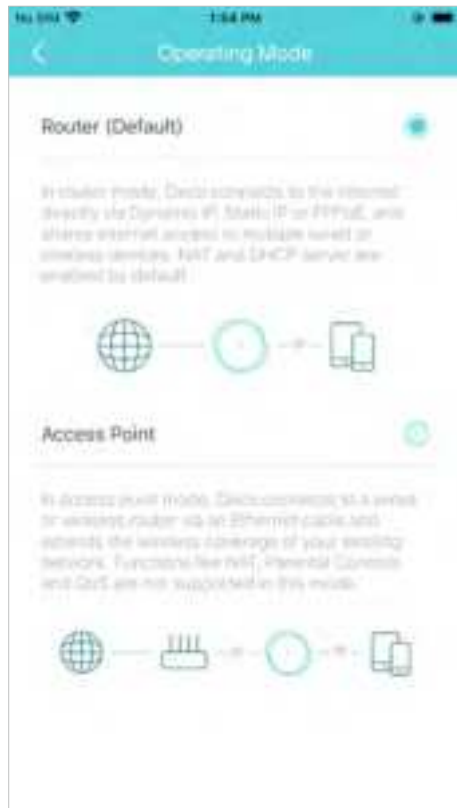 No SIM 1:54 PM
Operating Mode
Router (Default)
In router mode, Deco connects to the internet
directly via Dynamic IP, Static IP or PPPoE, and
shares internet access to multiple wired or
wireless devices. NAT and DHCP server are
enabled by default.
Access Point
In access point mode, Deco connects to a wired
or wireless router via an Ethernet cable and
extends the wireless coverage of your existing
network. Functions like NAT, Parental Controls
and QoS are not supported in this mode.